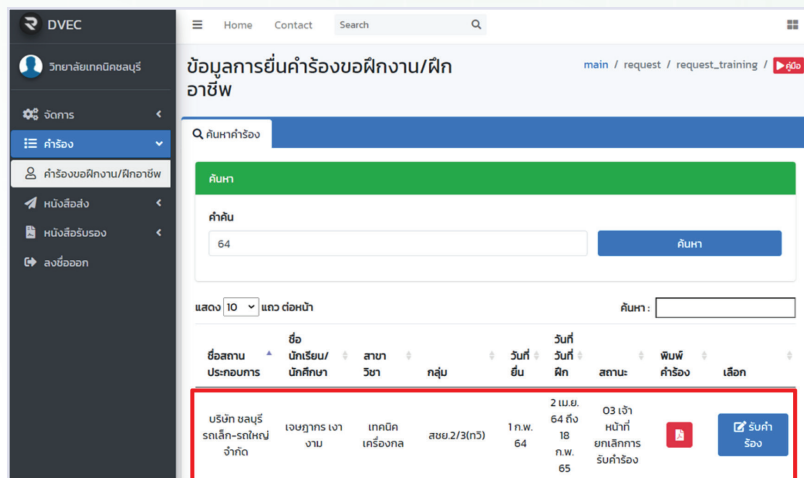 DVEC
Home Contact Search
วิทยาลัยเทคนิคชลบุรี
ข้อมูลการยื่นคำร้องขอฝึกงาน/ฝึก
อาชีพ
main / request / request_training / คู่มือ
จัดการ
คำร้อง
คำร้องขอฝึกงาน/ฝึกอาชีพ
หนังสือส่ง
หนังสือรับรอง
ลงชื่อออก
ค้นหาคำร้อง
ค้นหา
คำค้น
64
ค้นหา
แสดง 10 แถว ต่อหน้า
ค้นหา :
ชื่อสถาน
ประกอบการ
ชื่อ
นักเรียน/
นักศึกษา
สาขา
วิชา
กลุ่ม
วันที่
ยื่น
วันที่
วันที่
ฝึก
สถานะ
พิมพ์
คำร้อง
เลือก
บริษัท ชลบุรี
รถเล็ก-รถใหญ่
จำกัด
เจษฎากร เงา
งาม
เทคนิค
เครื่องกล
สชย.2/3(ทวิ)
1 ก.พ.
64
2 เม.ย.
64 ถึง
18
ก.พ.
65
03 เจ้า
หน้าที่
ยกเลิกการ
รับคำร้อง
รับคำ
ร้อง